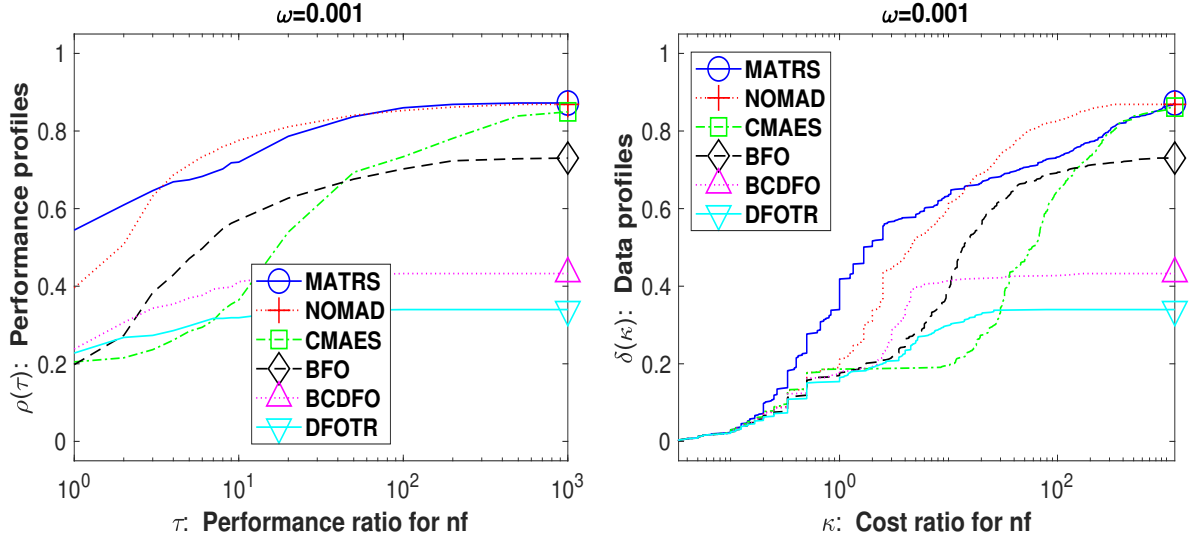 ω=0.001
1
0.8
0.6
0.4
0.2
0
ρ(τ): Performance profiles
MATRS
NOMAD
CMAES
BFO
BCDFO
DFOTR
10^0
10^1
10^2
10^3
τ: Performance ratio for nf
ω=0.001
1
0.8
0.6
0.4
0.2
0
δ(κ): Data profiles
MATRS
NOMAD
CMAES
BFO
BCDFO
DFOTR
10^0
10^2
κ: Cost ratio for nf